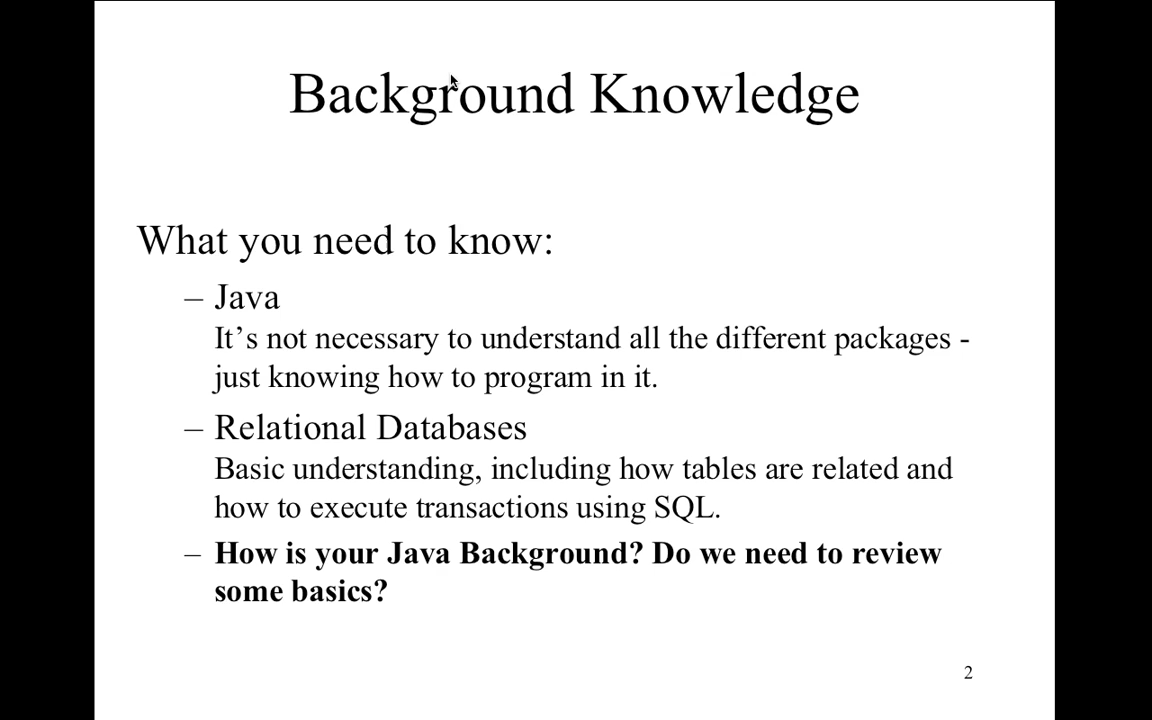 Background Knowledge
What you need to know:
– Java
It’s not necessary to understand all the different packages -
just knowing how to program in it.
– Relational Databases
Basic understanding, including how tables are related and
how to execute transactions using SQL.
– How is your Java Background? Do we need to review
some basics?
2